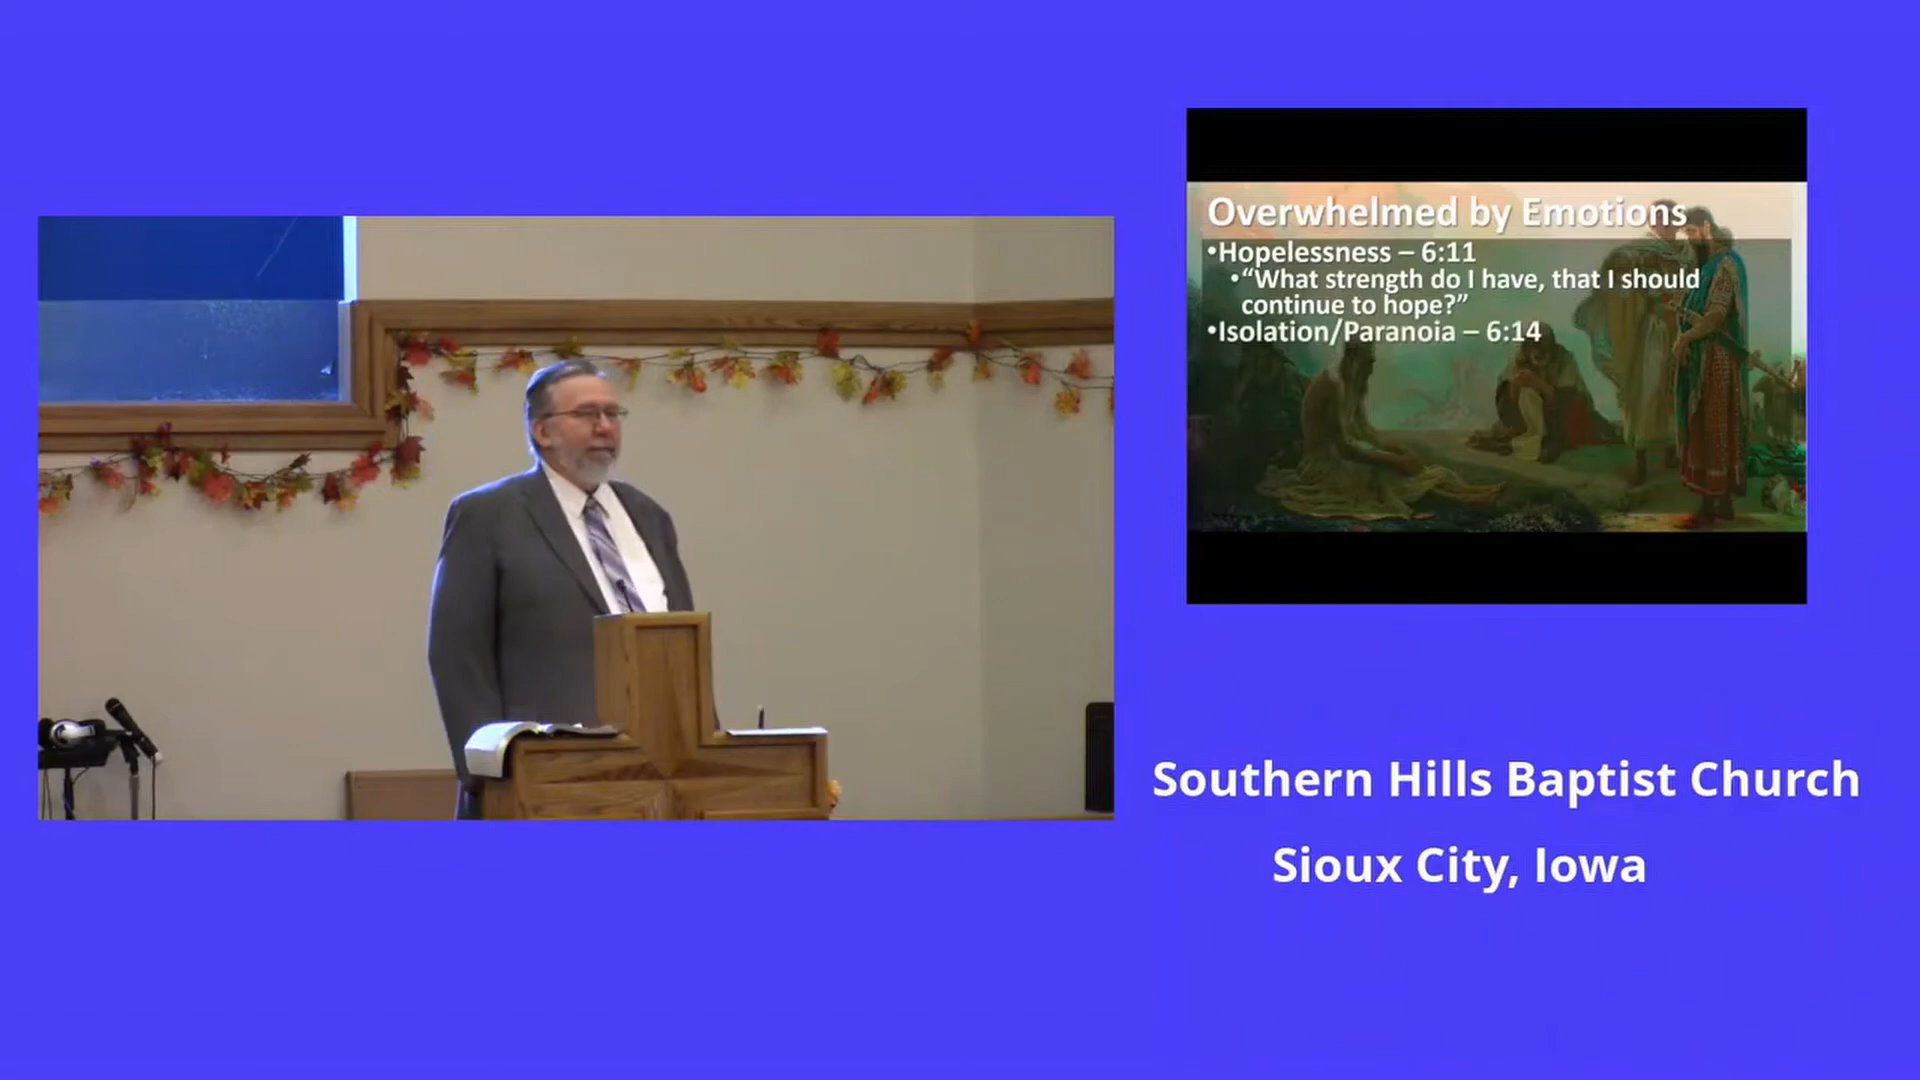 Overwhelmed by Emotions
•Hopelessness – 6:11
•“What strength do I have, that I should
continue to hope?”
•Isolation/Paranoia – 6:14
Southern Hills Baptist Church
Sioux City, Iowa